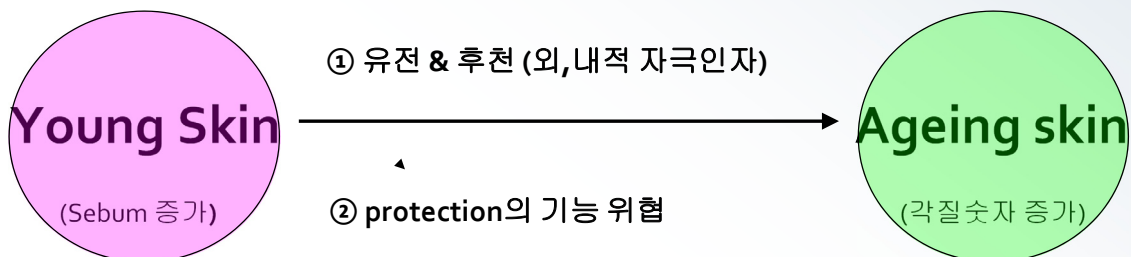 ① 유전 & 후천 (외,내적 자극인자)
Young Skin
Ageing skin
(Sebum 증가)
② protection의 기능 위협
(각질숫자 증가)